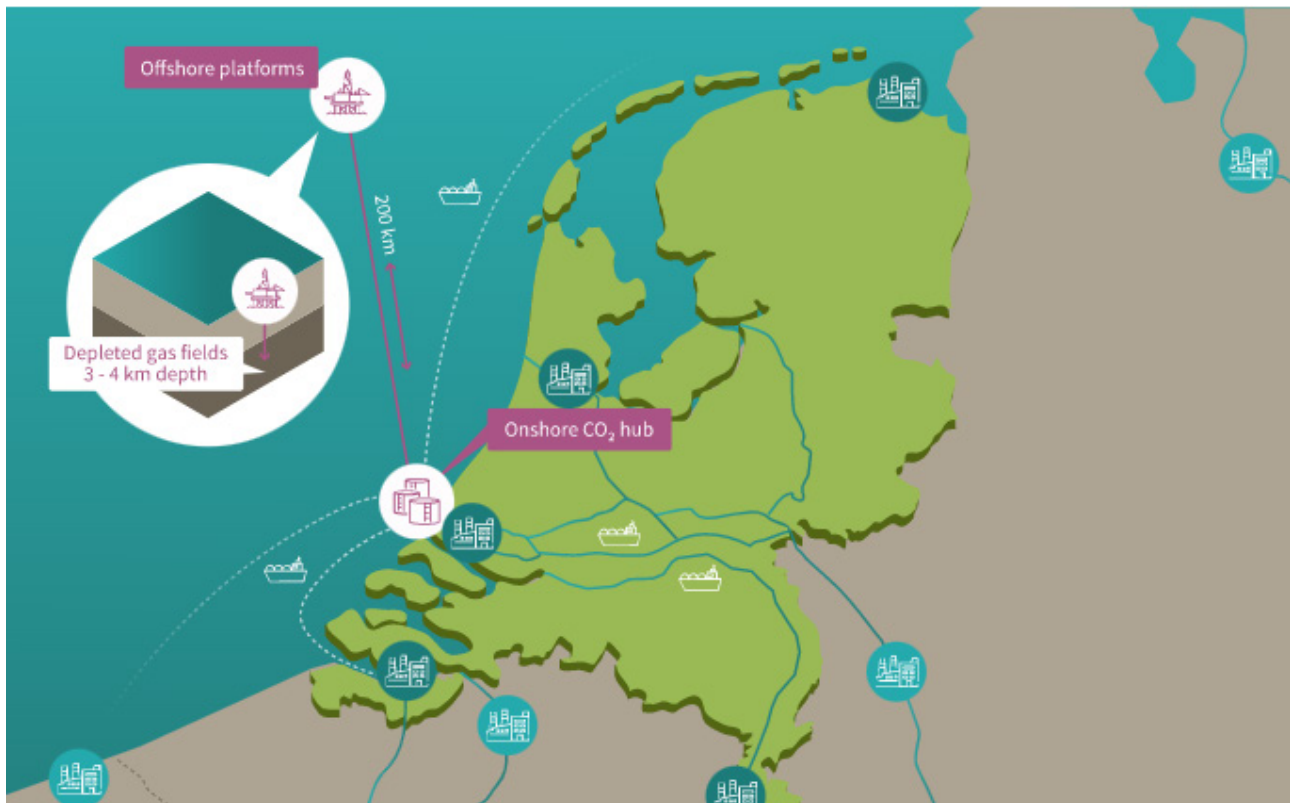 Offshore platforms
200 km
Depleted gas fields
3 - 4 km depth
Onshore CO₂ hub